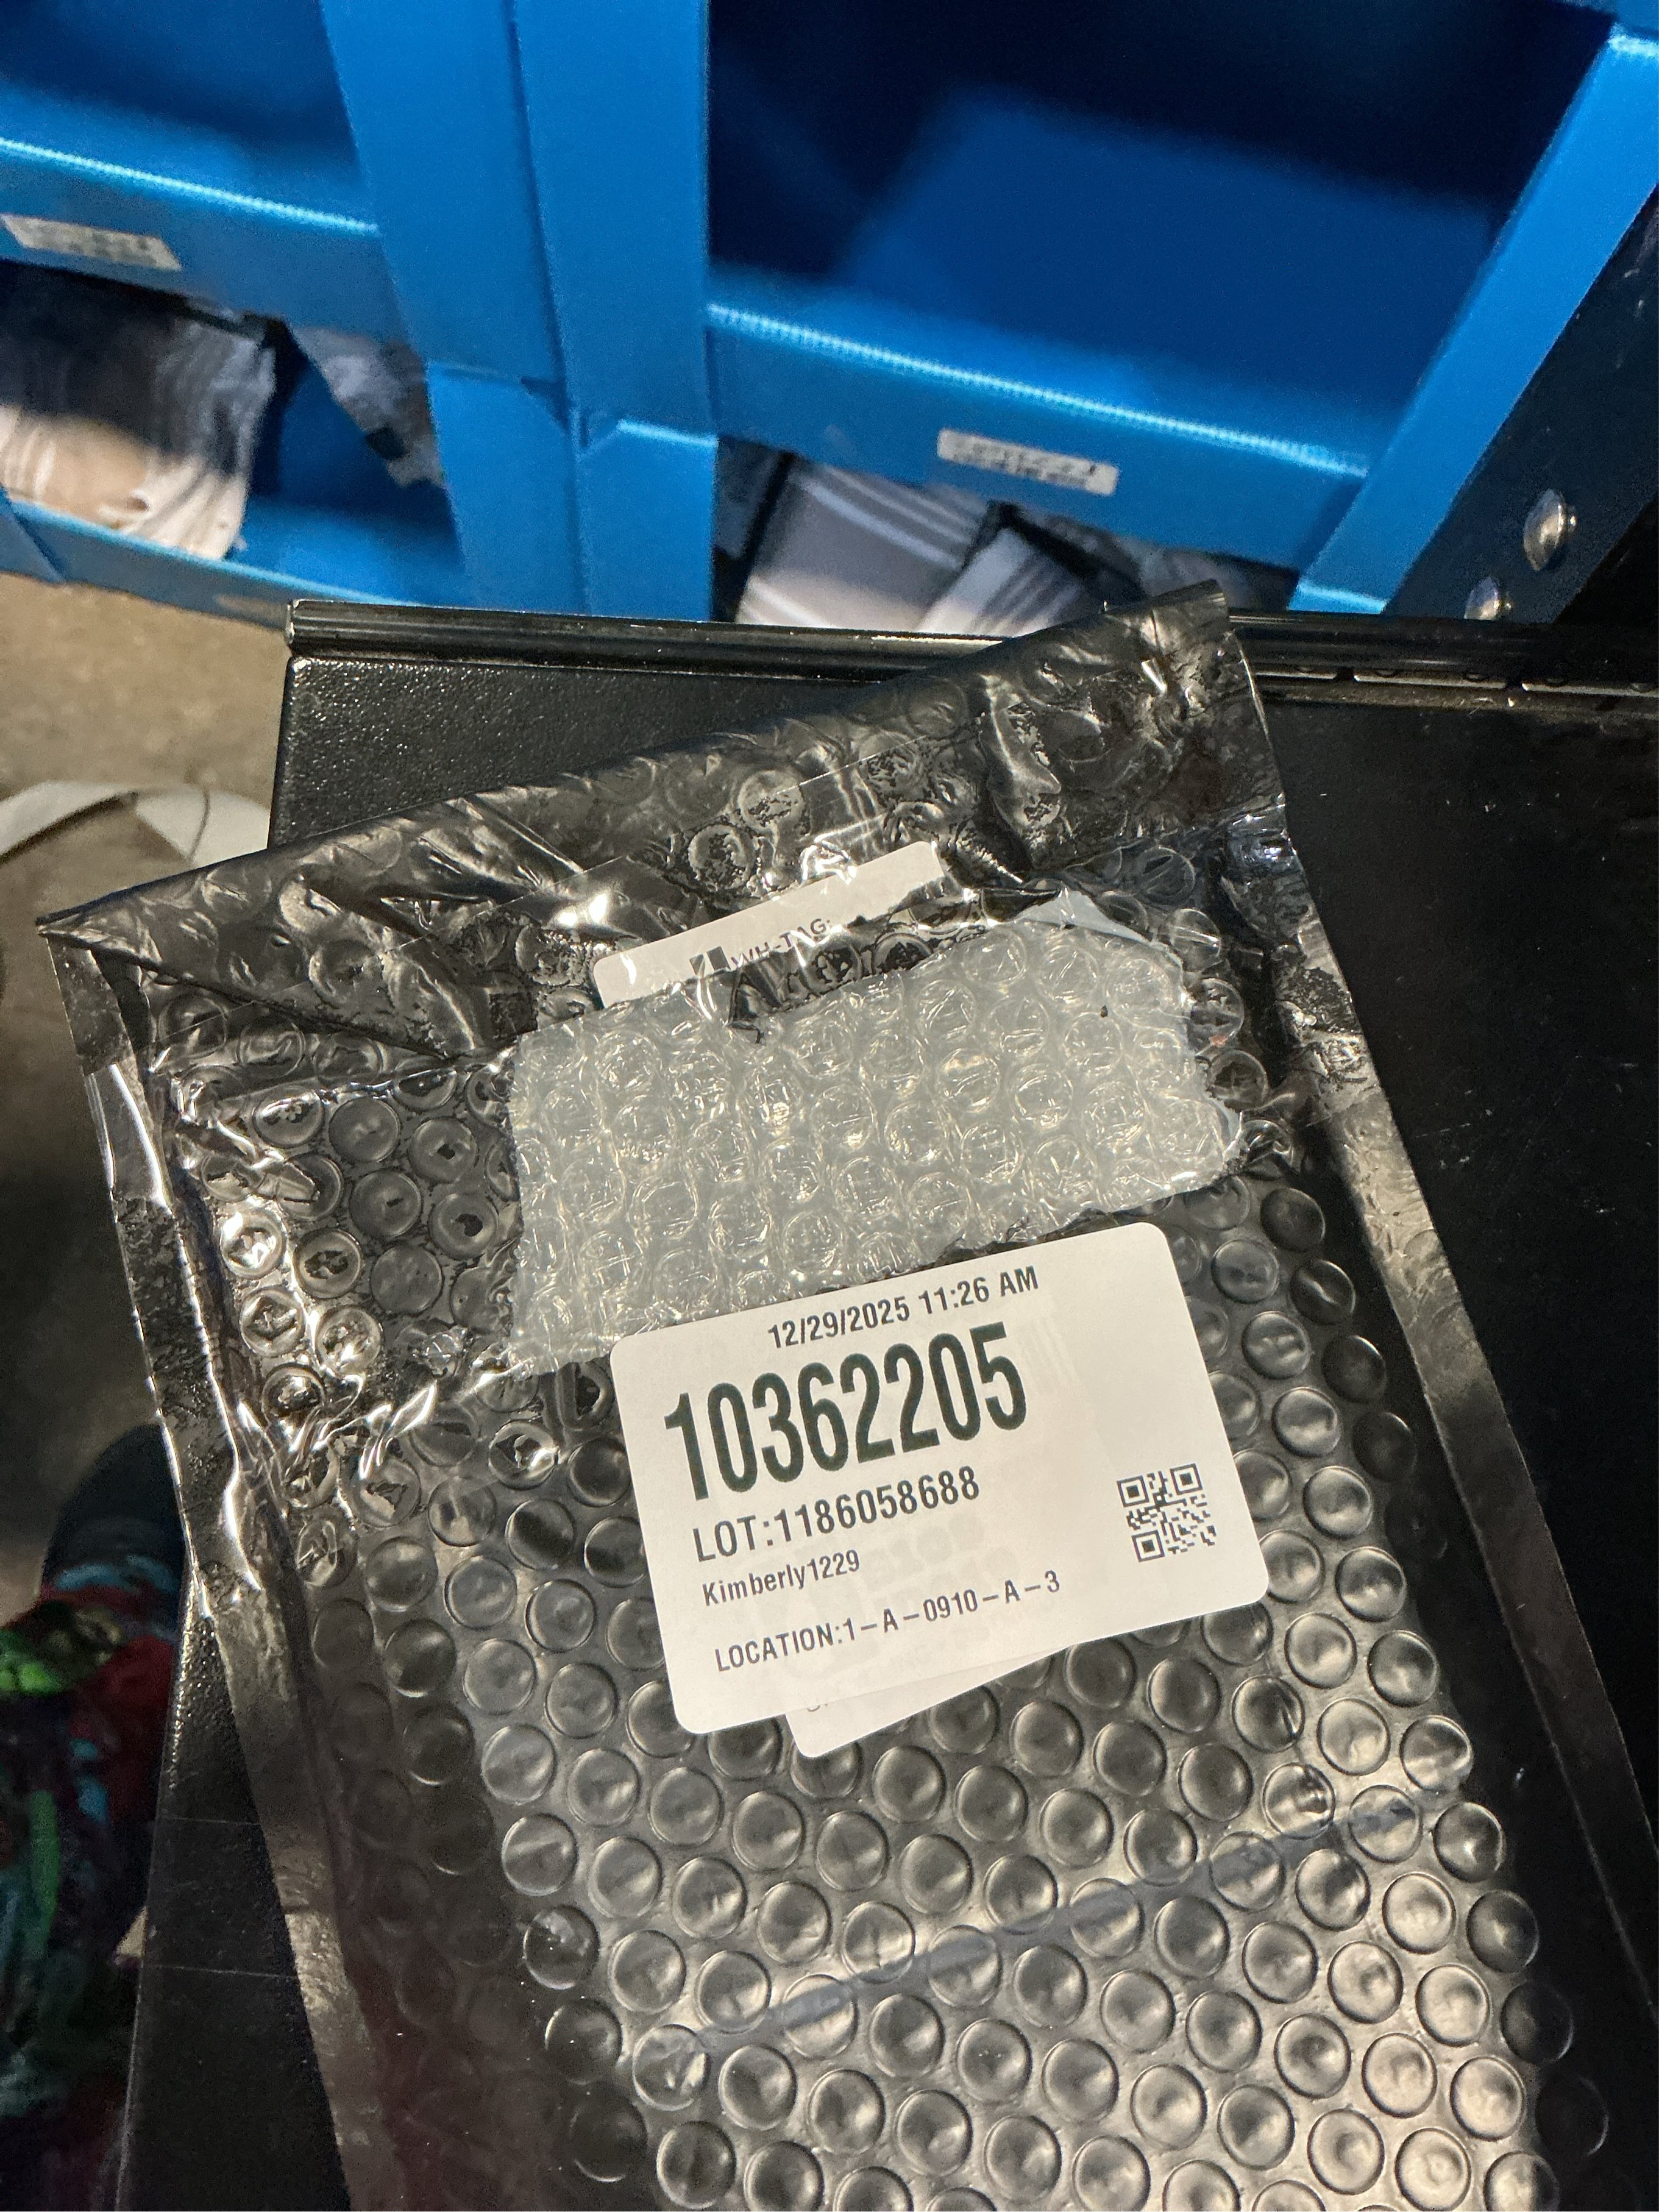 WH-TAG:
12/29/2025 11:26 AM
10362205
LOT:1186058688
Kimberly1229
LOCATION:1-A-0910-A-3